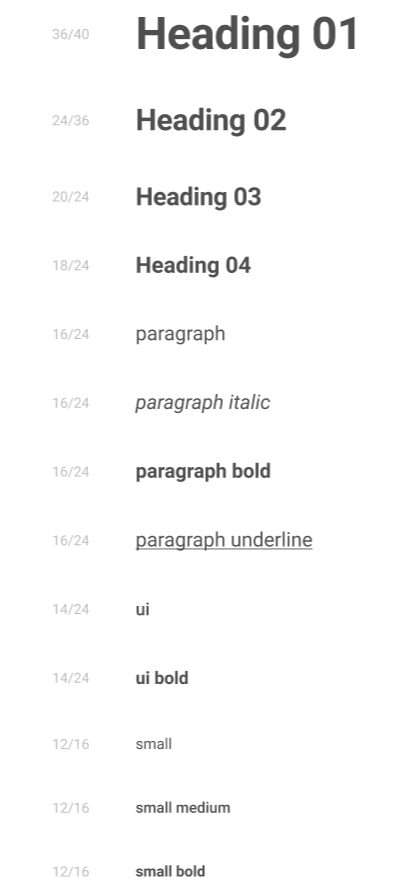 36/40 Heading 01
24/36 Heading 02
20/24 Heading 03
18/24 Heading 04
16/24 paragraph
16/24 paragraph italic
16/24 paragraph bold
16/24 paragraph underline
14/24 ui
14/24 ui bold
12/16 small
12/16 small medium
12/16 small bold